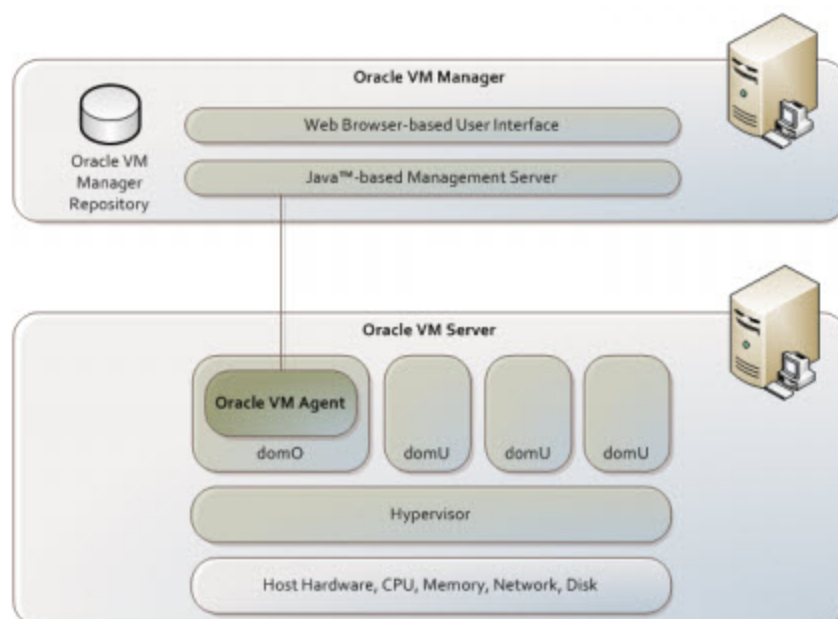 Oracle VM Manager
Web Browser-based User Interface
Java™-based Management Server
Oracle VM
Manager
Repository
Oracle VM Server
Oracle VM Agent
domO
domU
domU
domU
Hypervisor
Host Hardware, CPU, Memory, Network, Disk